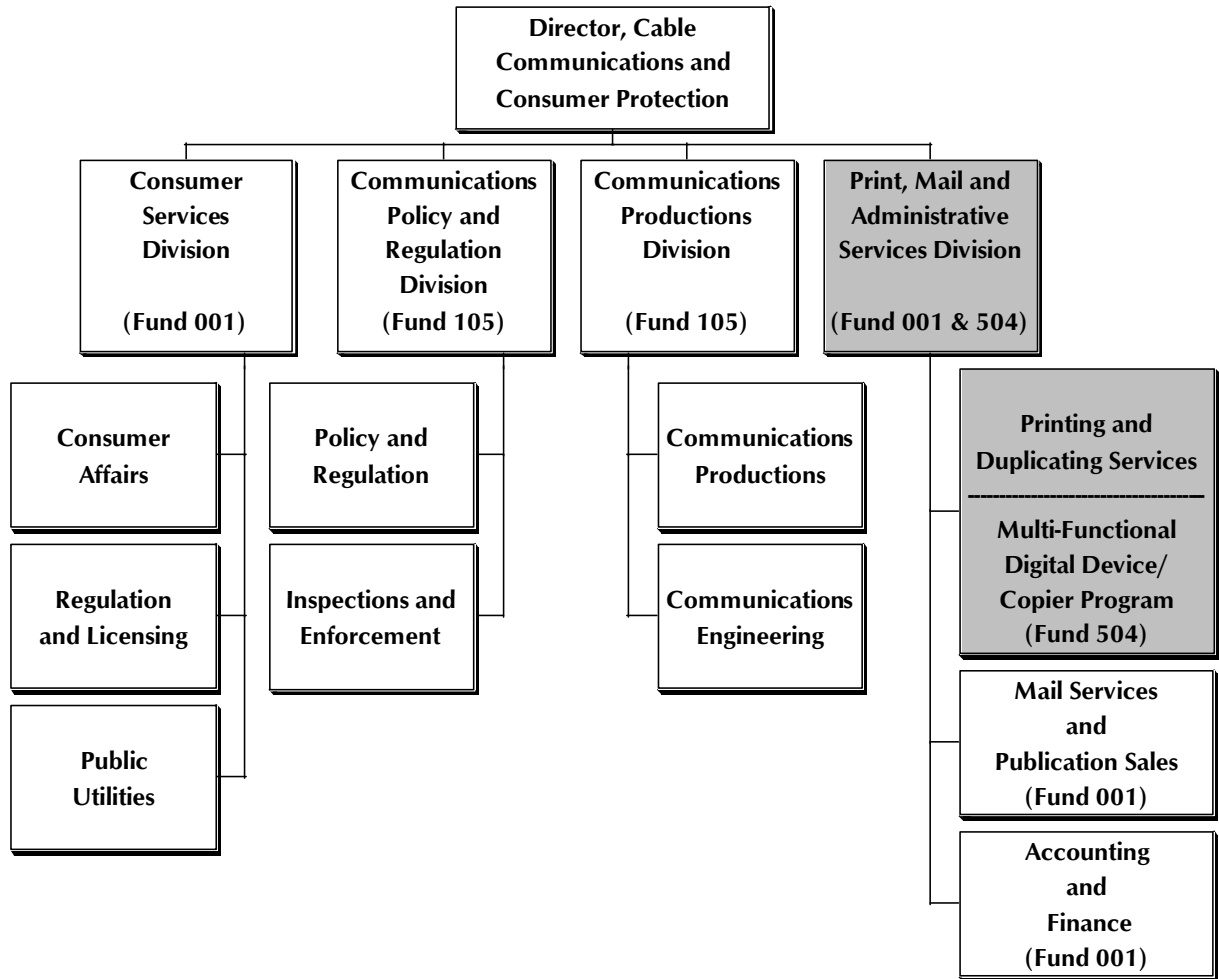 Director, Cable
Communications and
Consumer Protection
Consumer
Services
Division
(Fund 001)
Communications
Policy and
Regulation
Division
(Fund 105)
Communications
Productions
Division
(Fund 105)
Print, Mail and
Administrative
Services Division
(Fund 001 & 504)
Consumer
Affairs
Regulation
and Licensing
Public
Utilities
Policy and
Regulation
Inspections and
Enforcement
Communications
Productions
Communications
Engineering
Printing and
Duplicating Services
Multi-Functional
Digital Device/
Copier Program
(Fund 504)
Mail Services
and
Publication Sales
(Fund 001)
Accounting
and
Finance
(Fund 001)